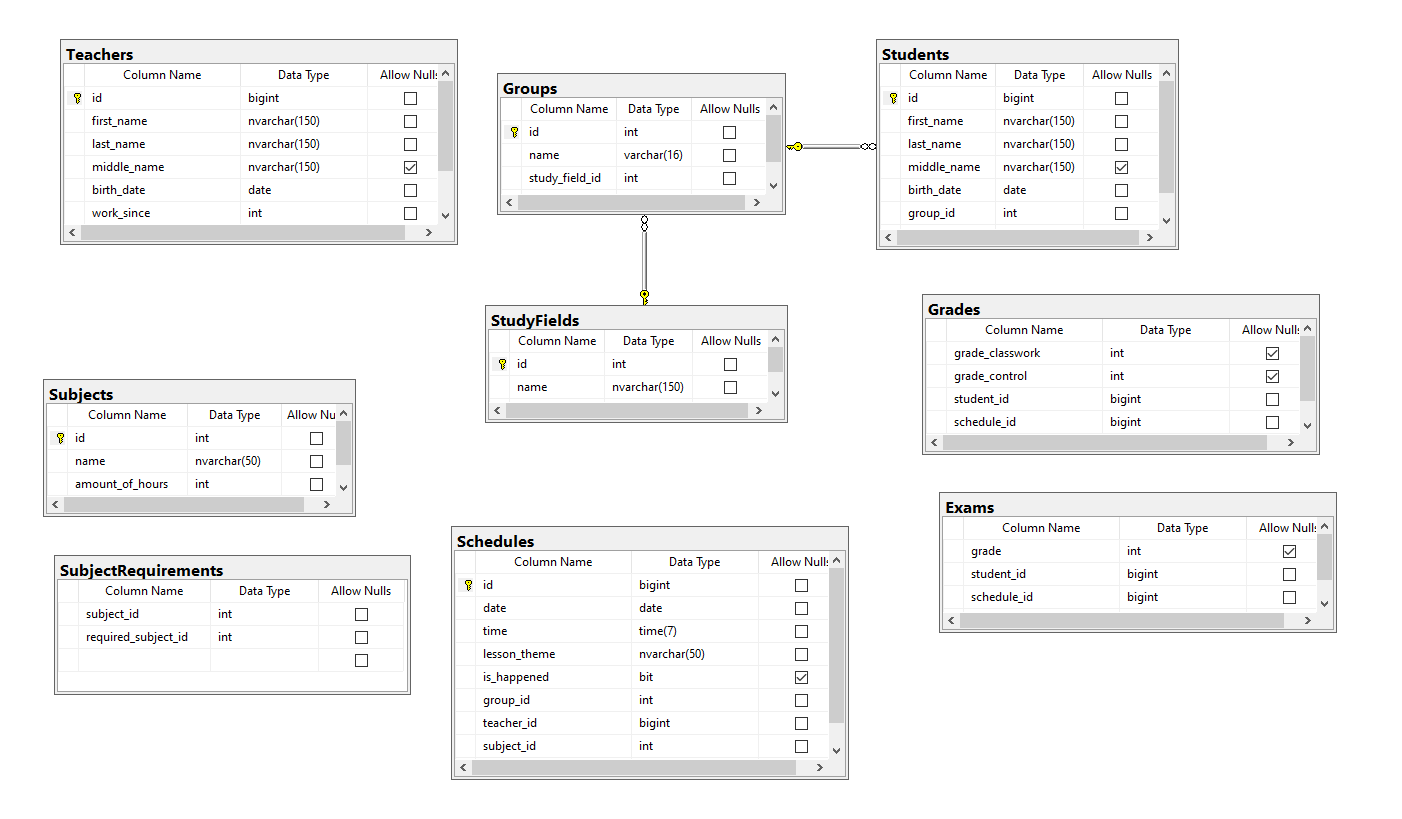 Teachers
Column Name Data Type Allow Nulls
id bigint
first_name nvarchar(150)
last_name nvarchar(150)
middle_name nvarchar(150)
birth_date date
work_since int
Groups
Column Name Data Type Allow Nulls
id int
name varchar(16)
study_field_id int
Students
Column Name Data Type Allow Nulls
id bigint
first_name nvarchar(150)
last_name nvarchar(150)
middle_name nvarchar(150)
birth_date date
group_id int
StudyFields
Column Name Data Type Allow Nulls
id int
name nvarchar(150)
Grades
Column Name Data Type Allow Nulls
grade_classwork int
grade_control int
student_id bigint
schedule_id bigint
Subjects
Column Name Data Type Allow Nu
id int
name nvarchar(50)
amount_of_hours int
Exams
Column Name Data Type Allow Nulls
grade int
student_id bigint
schedule_id bigint
SubjectRequirements
Column Name Data Type Allow Nulls
subject_id int
required_subject_id int
Schedules
Column Name Data Type Allow Nulls
id bigint
date date
time time(7)
lesson_theme nvarchar(50)
is_happened bit
group_id int
teacher_id bigint
subject_id int